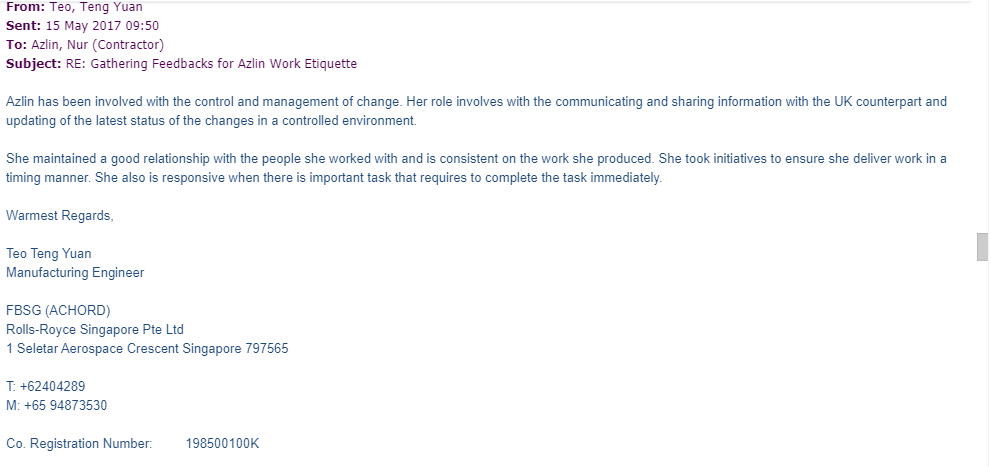 From: Teo, Teng Yuan
Sent: 15 May 2017 09:50
To: Azlin, Nur (Contractor)
Subject: RE: Gathering Feedbacks for Azlin Work Etiquette
Azlin has been involved with the control and management of change. Her role involves with the communicating and sharing information with the UK counterpart and
updating of the latest status of the changes in a controlled environment.
She maintained a good relationship with the people she worked with and is consistent on the work she produced. She took initiatives to ensure she deliver work in a
timing manner. She also is responsive when there is important task that requires to complete the task immediately.
Warmest Regards,
Teo Teng Yuan
Manufacturing Engineer
FBSG (ACHORD)
Rolls-Royce Singapore Pte Ltd
1 Seletar Aerospace Crescent Singapore 797565
T: +62404289
M: +65 94873530
Co. Registration Number: 198500100K